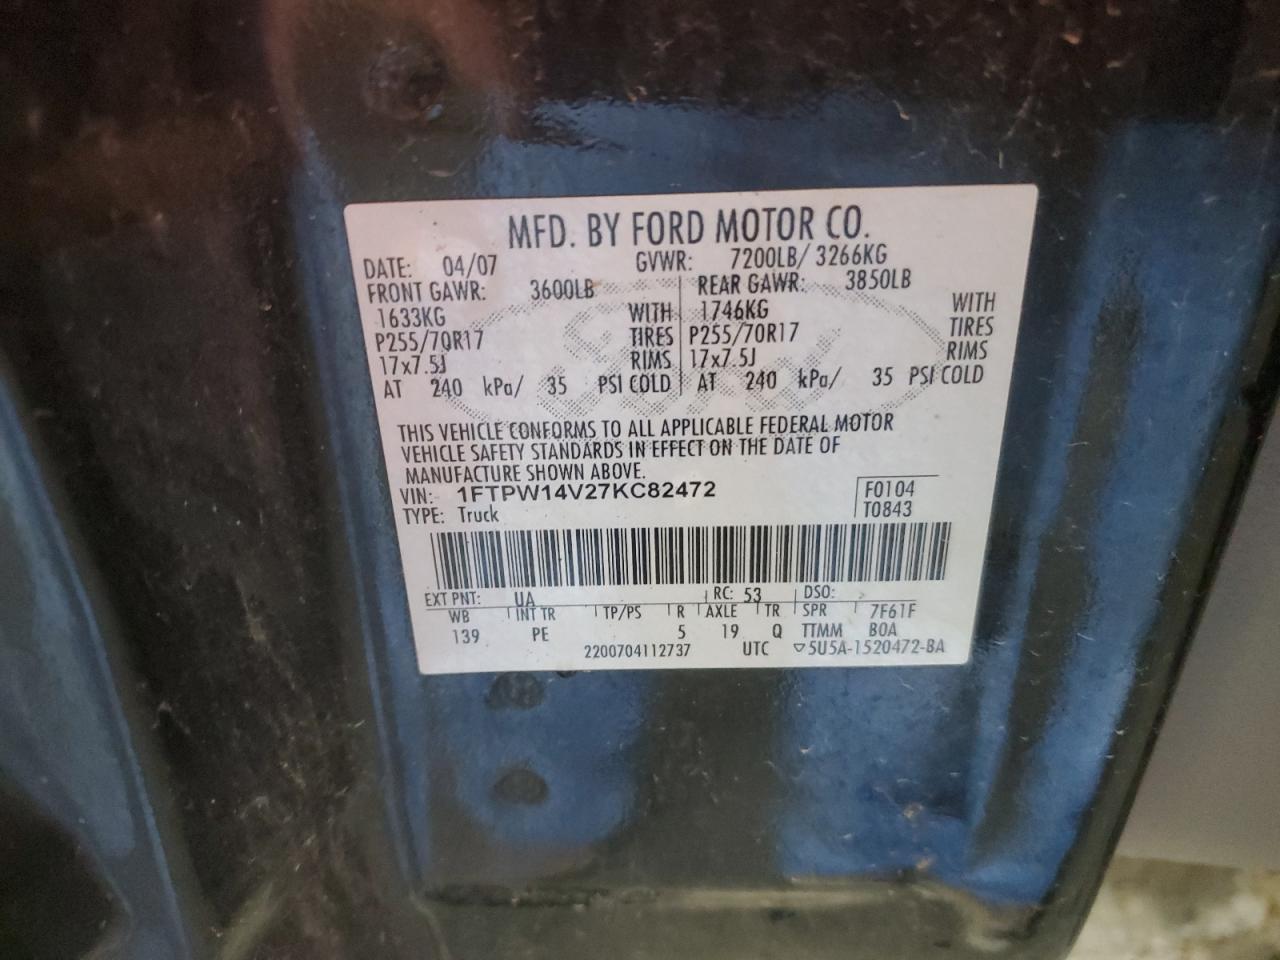 MFD. BY FORD MOTOR CO.
DATE: 04/07 GVWR: 7200LB/ 3266KG
FRONT GAWR: 3600LB REAR GAWR: 3850LB
1633KG WITH 1746KG WITH
P255/70R17 TIRES P255/70R17 TIRES
17x7.5J RIMS 17x7.5J RIMS
AT 240 kPa/ 35 PSI COLD AT 240 kPa/ 35 PSI COLD
THIS VEHICLE CONFORMS TO ALL APPLICABLE FEDERAL MOTOR
VEHICLE SAFETY STANDARDS IN EFFECT ON THE DATE OF
MANUFACTURE SHOWN ABOVE.
VIN: 1FTPW14V27KC82472 F0104
TYPE: Truck T0843
EXT PNT: UA RC: 53 DSO:
WB INT TR TP/PS R AXLE TR SPR 7F61F
139 PE 5 19 Q TTMM BOA
2200704112737 UTC ▽5U5A-1520472-BA